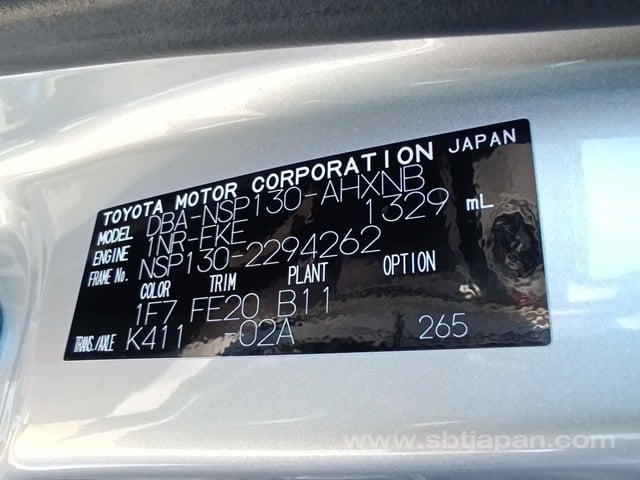 TOYOTA MOTOR CORPORATION JAPAN
MODEL DBA-NSP130-AHXNB
ENGINE 1NR-FKE 1329 mL
FRAME No. NSP130-2294262
COLOR TRIM PLANT OPTION
1F7 FE20 B11
TRANS./AXLE K411 -02A 265
www.sbtjapan.com